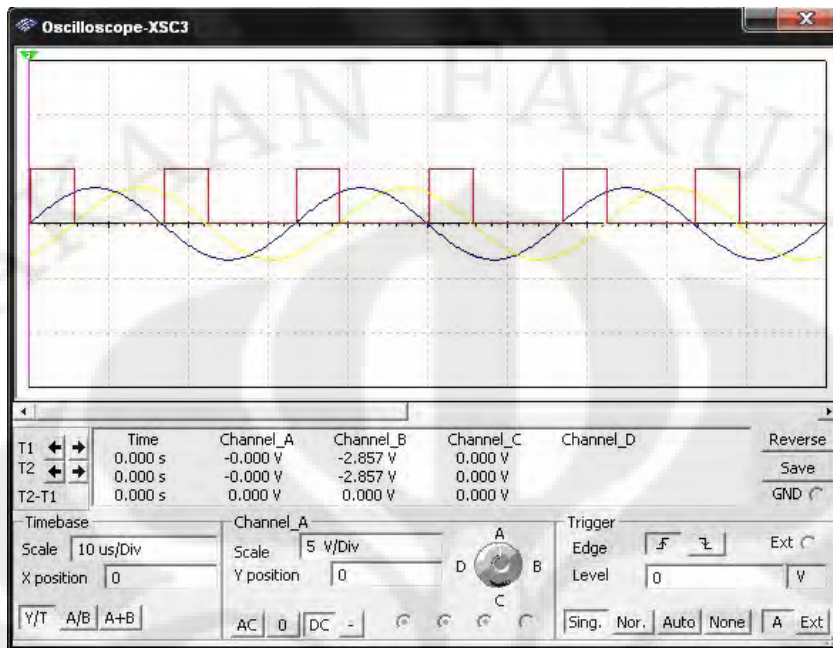 Oscilloscope-XSC3
AAN FAKUL
Time Channel_A Channel_B Channel_C Channel_D
T1 0.000 s -0.000 V -2.857 V 0.000 V
T2 0.000 s -0.000 V -2.857 V 0.000 V
T2-T1 0.000 s 0.000 V 0.000 V 0.000 V
Reverse
Save
GND
Timebase
Scale 10 us/Div
X position 0
Y/T A/B A+B
Channel_A
Scale 5 V/Div
Y position 0
AC 0 DC -
A
D B
C
Trigger
Edge Ext
Level 0 V
Sing. Nor. Auto None A Ext